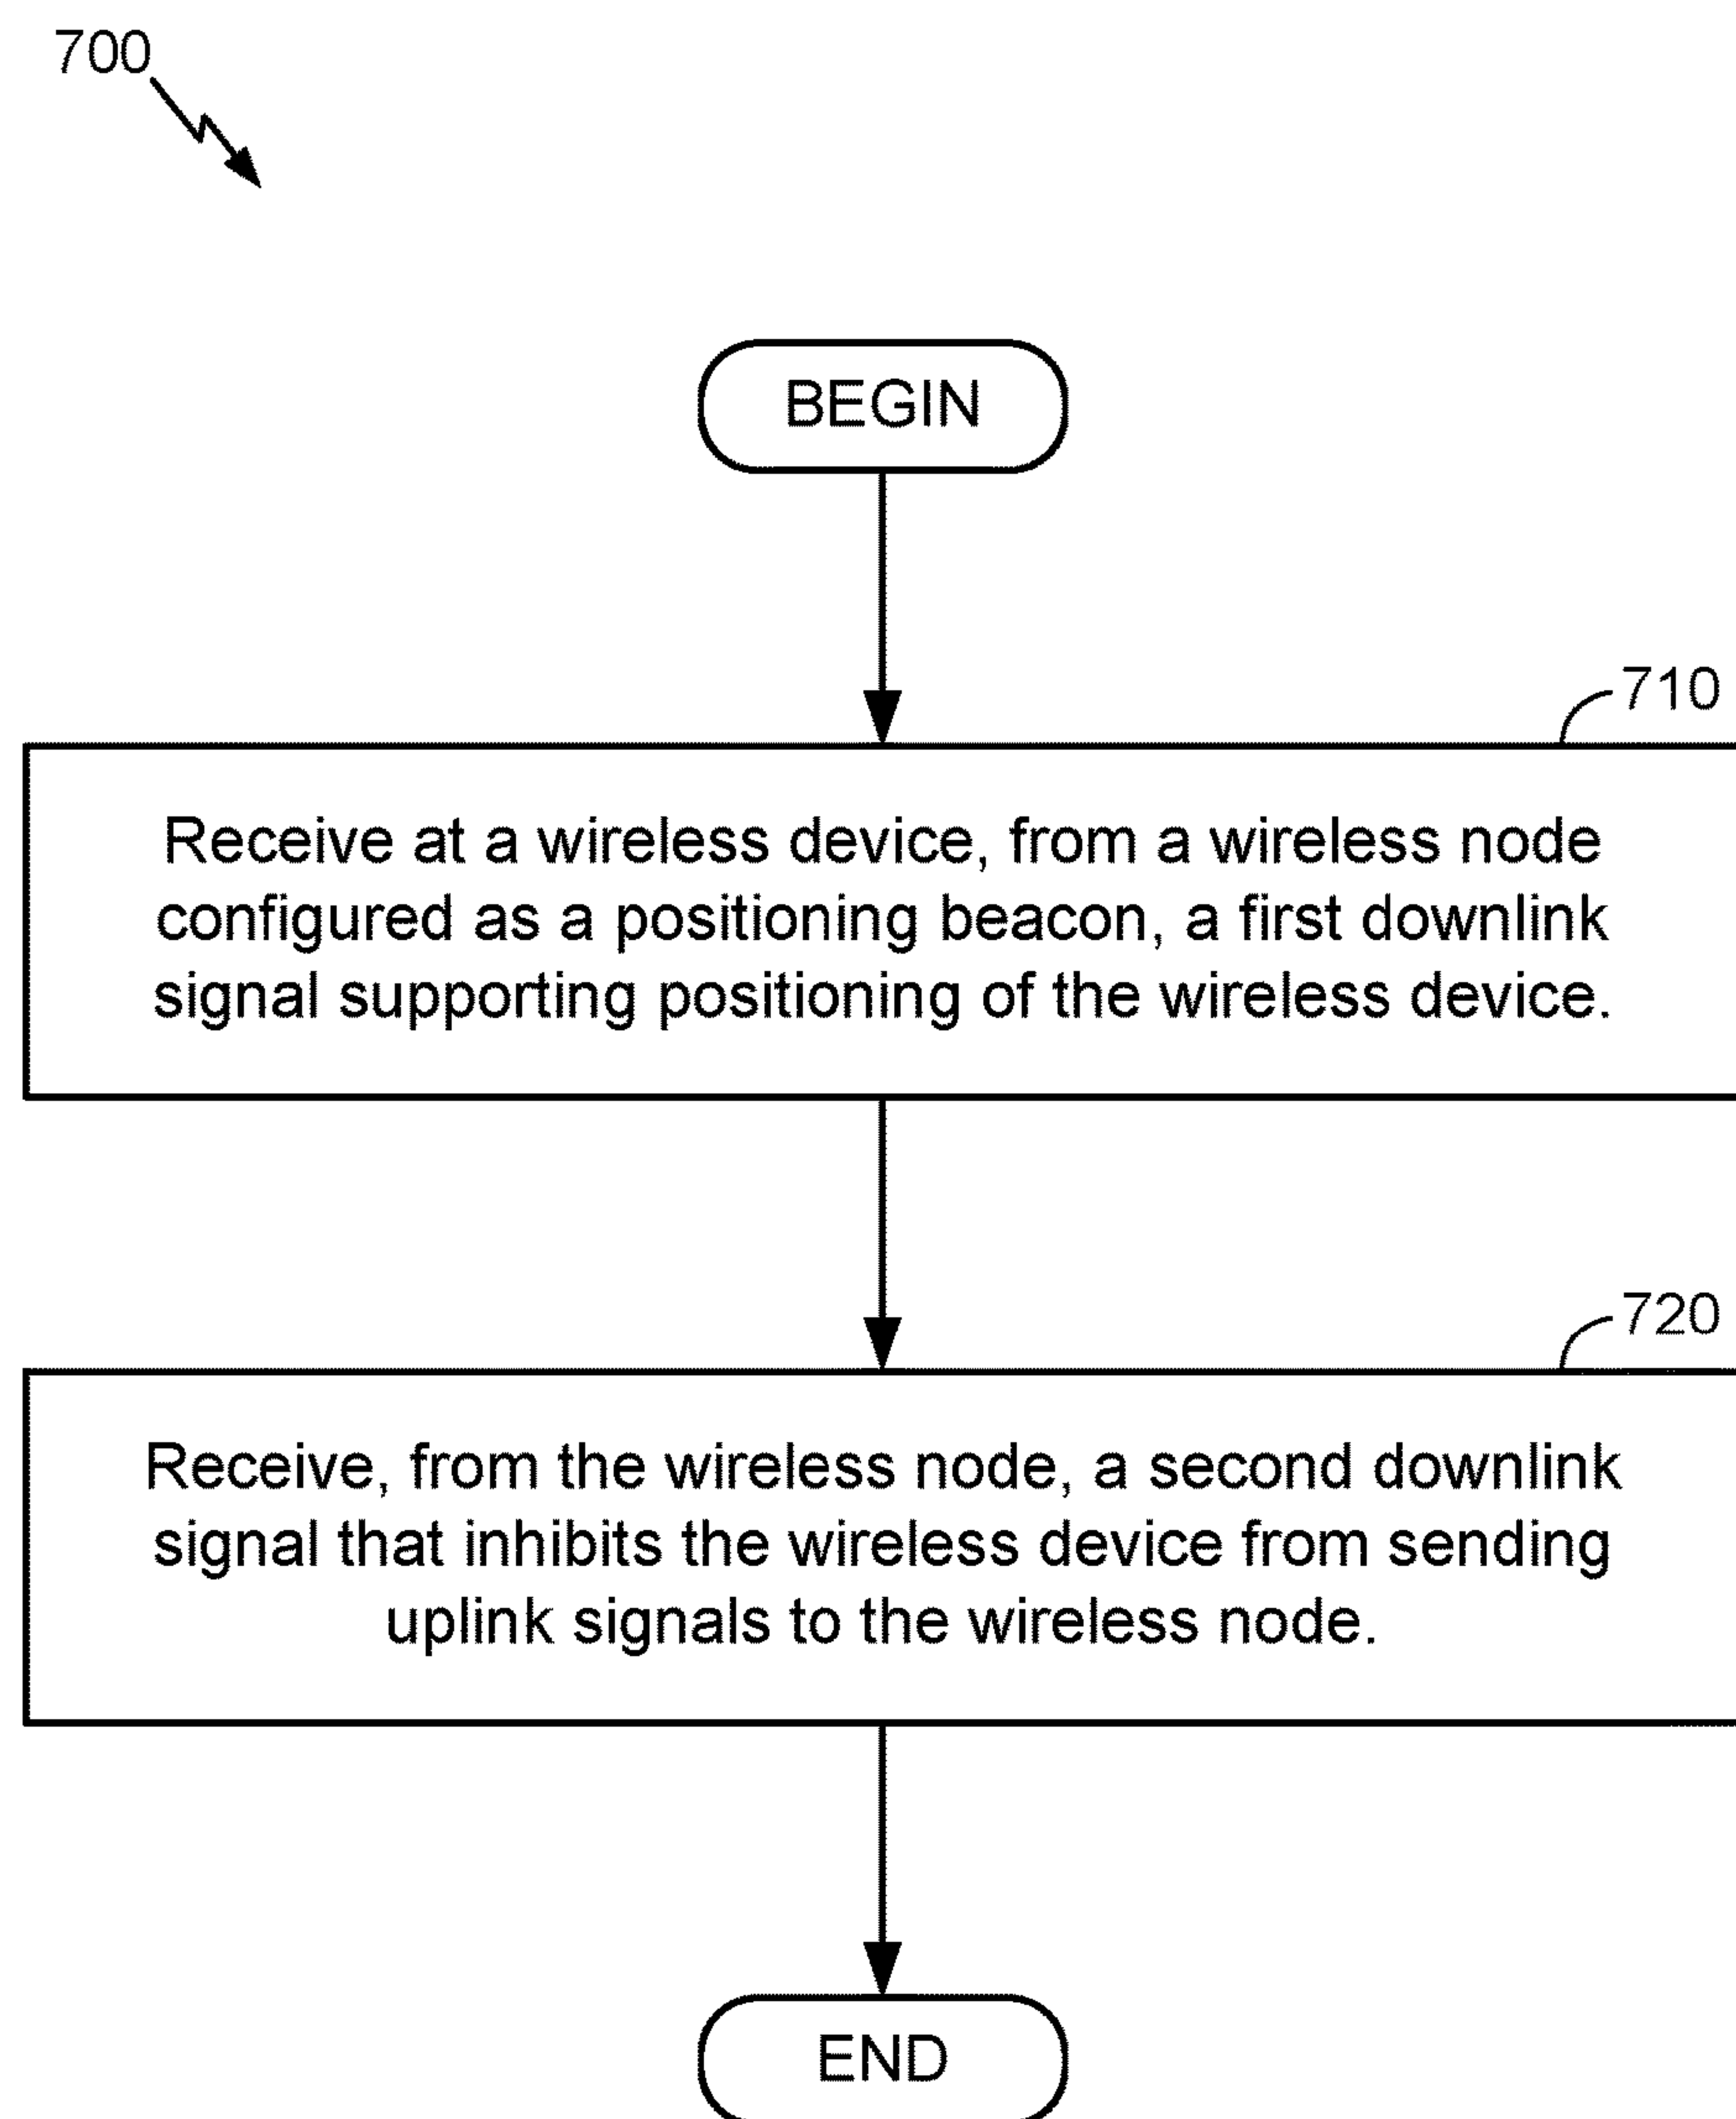 700
BEGIN
710
Receive at a wireless device, from a wireless node
configured as a positioning beacon, a first downlink
signal supporting positioning of the wireless device.
720
Receive, from the wireless node, a second downlink
signal that inhibits the wireless device from sending
uplink signals to the wireless node.
END